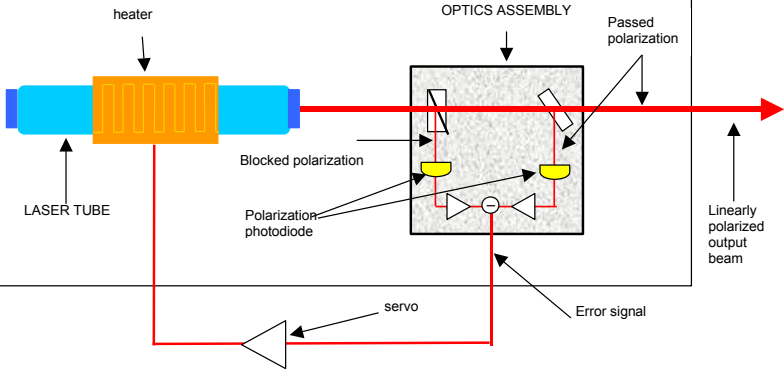 heater
OPTICS ASSEMBLY
Passed
polarization
Blocked polarization
LASER TUBE
Polarization
photodiode
Linearly
polarized
output
beam
servo
Error signal